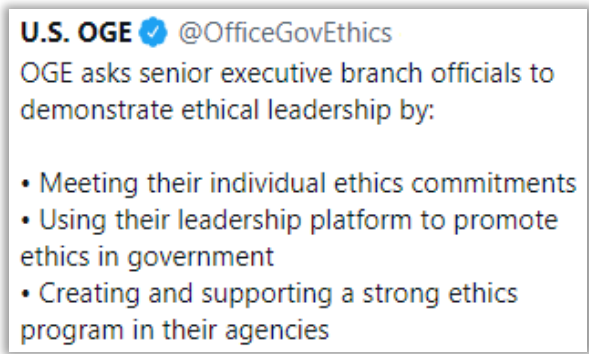 U.S. OGE @OfficeGovEthics
OGE asks senior executive branch officials to
demonstrate ethical leadership by:
• Meeting their individual ethics commitments
• Using their leadership platform to promote
ethics in government
• Creating and supporting a strong ethics
program in their agencies